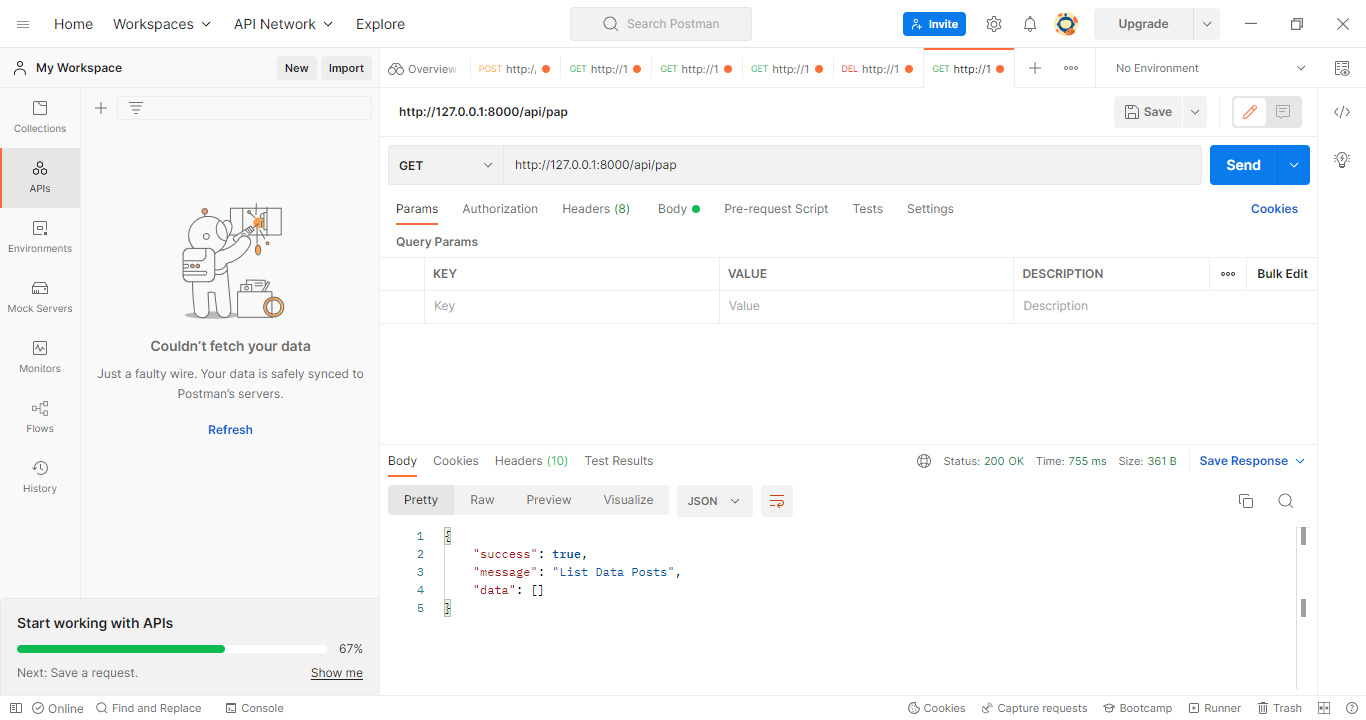 Home Workspaces API Network Explore Search Postman Invite Upgrade
My Workspace New Import Overview POST http:/, GET http://1 GET http://1 GET http://1 DEL http://1 GET http://1 No Environment
Collections
APIs
Environments
Mock Servers
Monitors
Flows
History
Couldn’t fetch your data
Just a faulty wire. Your data is safely synced to
Postman’s servers.
Refresh
Start working with APIs
67%
Next: Save a request. Show me
http://127.0.0.1:8000/api/pap Save
GET http://127.0.0.1:8000/api/pap Send
Params Authorization Headers (8) Body Pre-request Script Tests Settings Cookies
Query Params
KEY VALUE DESCRIPTION Bulk Edit
Key Value Description
Body Cookies Headers (10) Test Results Status: 200 OK Time: 755 ms Size: 361 B Save Response
Pretty Raw Preview Visualize JSON
1 {
2 "success": true,
3 "message": "List Data Posts",
4 "data": []
5 }
Online Find and Replace Console Cookies Capture requests Bootcamp Runner Trash